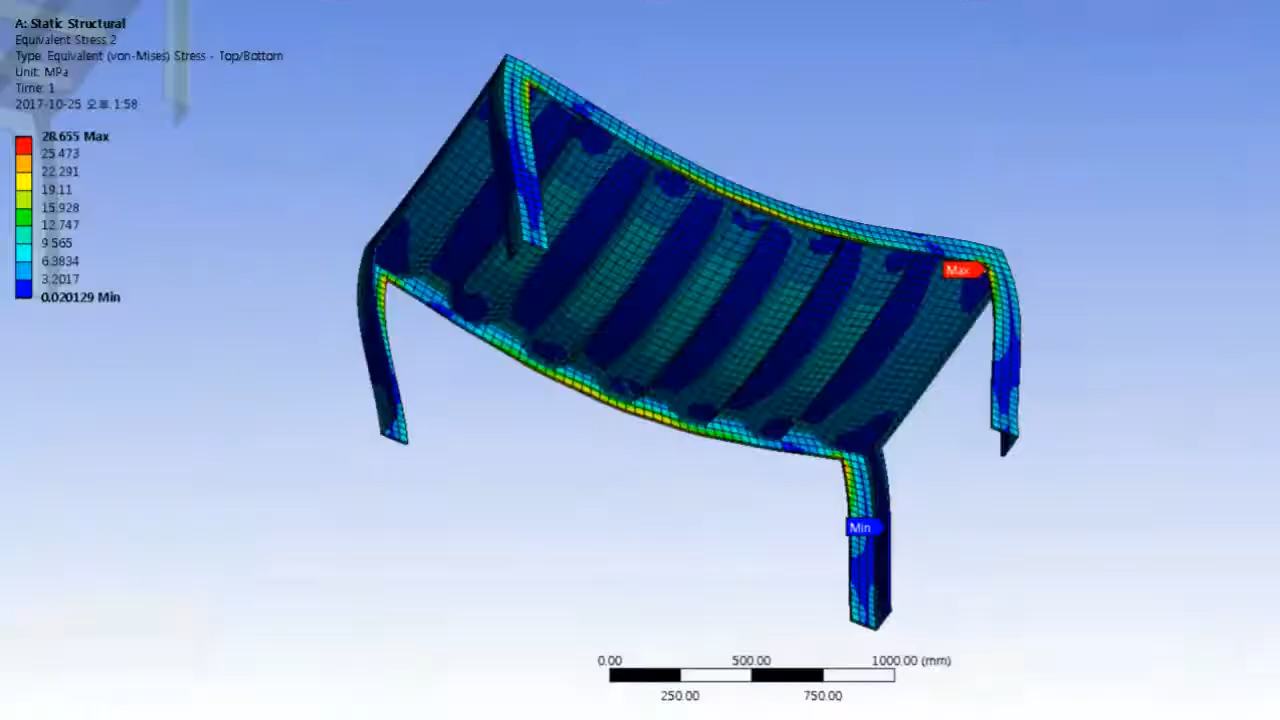 A: Static Structural
Equivalent Stress 2
Type: Equivalent (von-Mises) Stress - Top/Bottom
Unit: MPa
Time: 1
2017-10-25 오후 1:58
28.655 Max
25.473
22.291
19.11
15.928
12.747
9.565
6.3834
3.2017
0.020129 Min
Max
Min
0.00 500.00 1000.00 (mm)
250.00 750.00